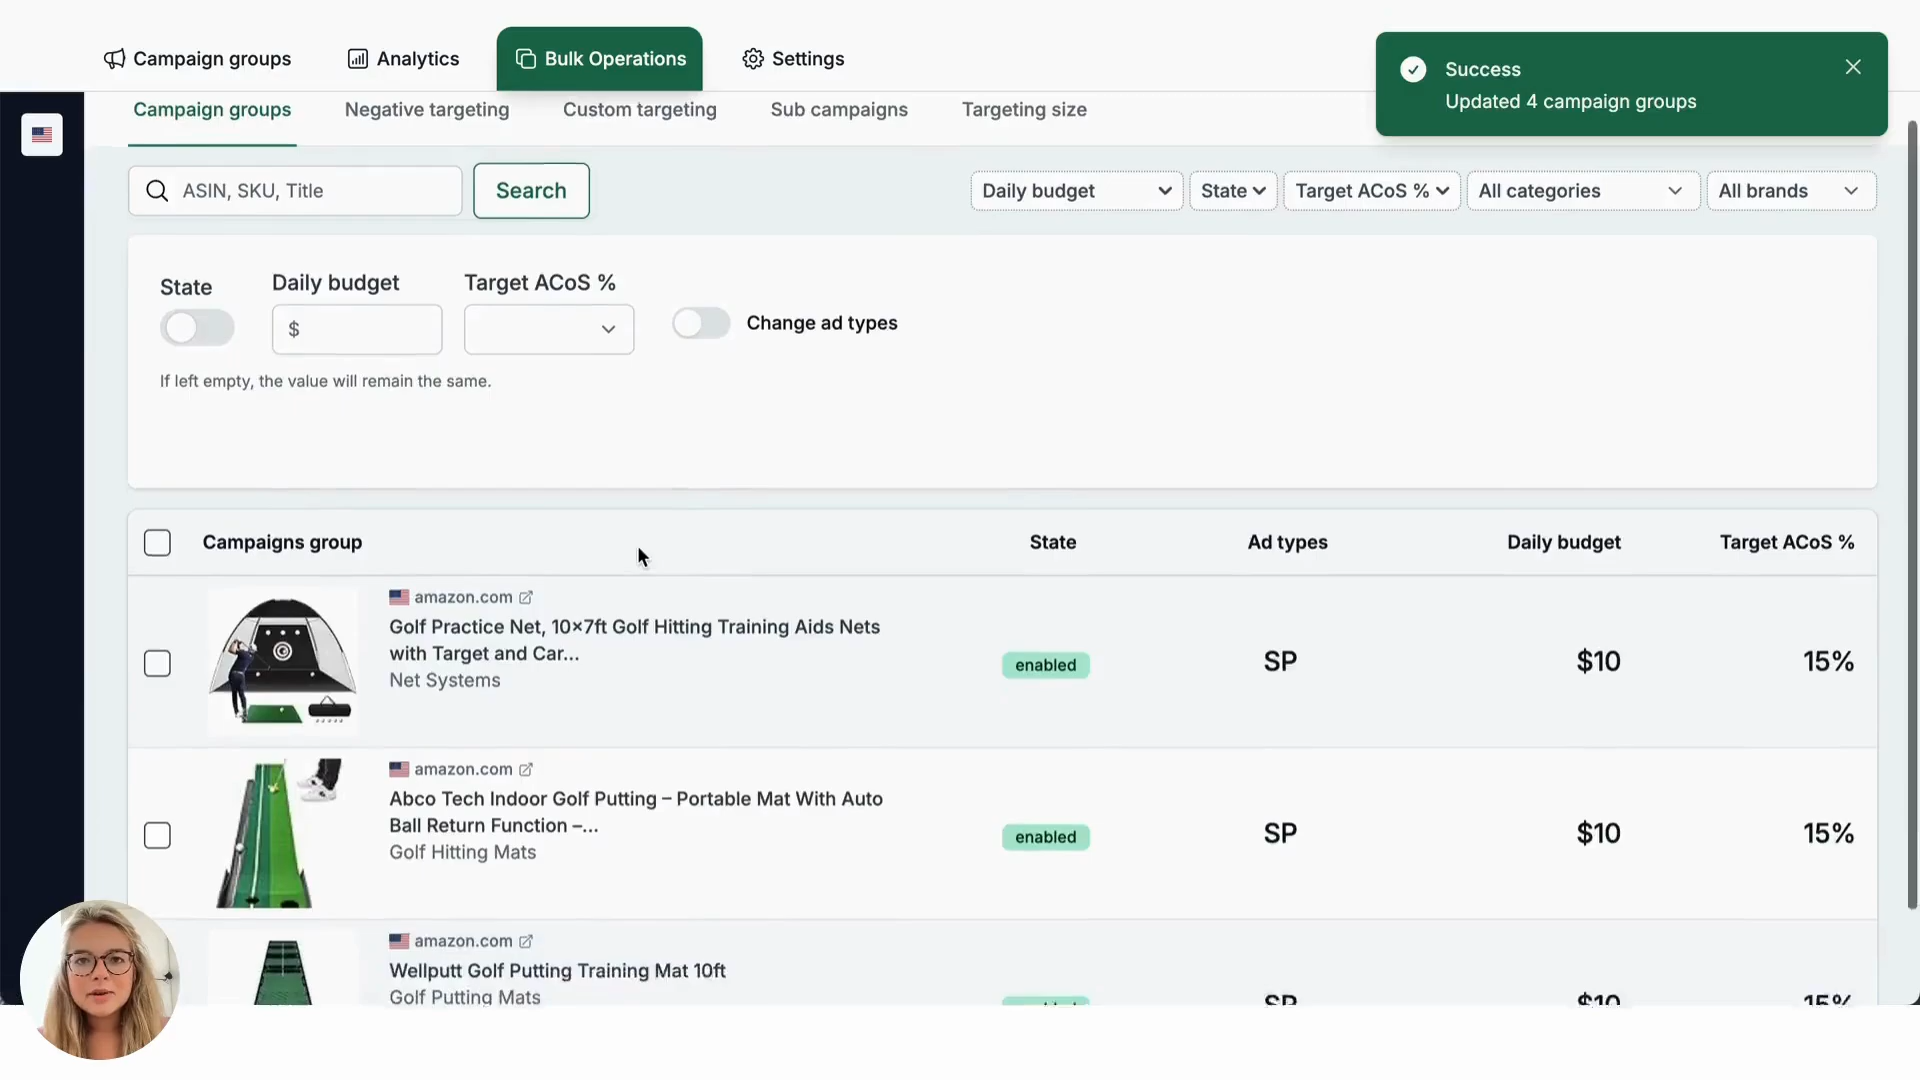 Campaign groups
Analytics
Bulk Operations
Settings
Success
Updated 4 campaign groups
Campaign groups
Negative targeting
Custom targeting
Sub campaigns
Targeting size
ASIN, SKU, Title
Search
Daily budget
State
Target ACoS %
All categories
All brands
State
Daily budget
Target ACoS %
$
Change ad types
If left empty, the value will remain the same.
Campaigns group
State
Ad types
Daily budget
Target ACoS %
amazon.com
Golf Practice Net, 10×7ft Golf Hitting Training Aids Nets
with Target and Car...
Net Systems
enabled
SP
$10
15%
amazon.com
Abco Tech Indoor Golf Putting – Portable Mat With Auto
Ball Return Function –...
Golf Hitting Mats
enabled
SP
$10
15%
amazon.com
Wellputt Golf Putting Training Mat 10ft
Golf Putting Mats
SP
$10
15%